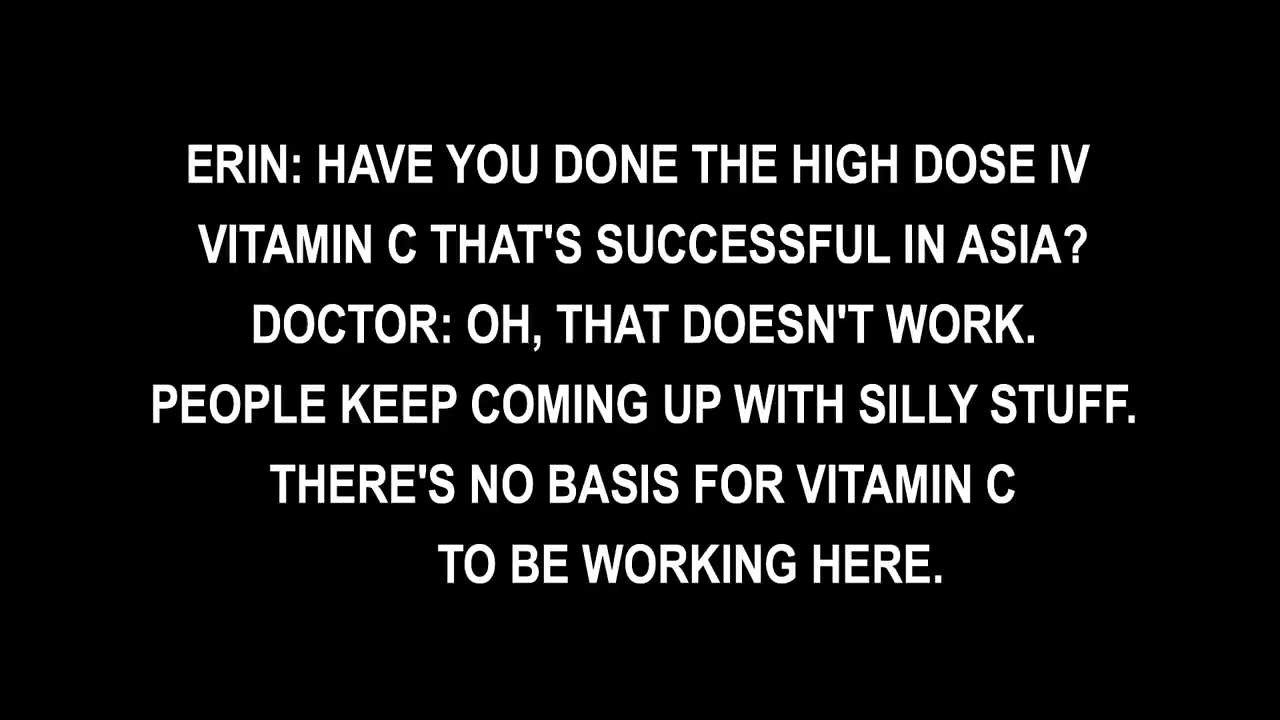 ERIN: HAVE YOU DONE THE HIGH DOSE IV
VITAMIN C THAT'S SUCCESSFUL IN ASIA?
DOCTOR: OH, THAT DOESN'T WORK.
PEOPLE KEEP COMING UP WITH SILLY STUFF.
THERE'S NO BASIS FOR VITAMIN C
TO BE WORKING HERE.